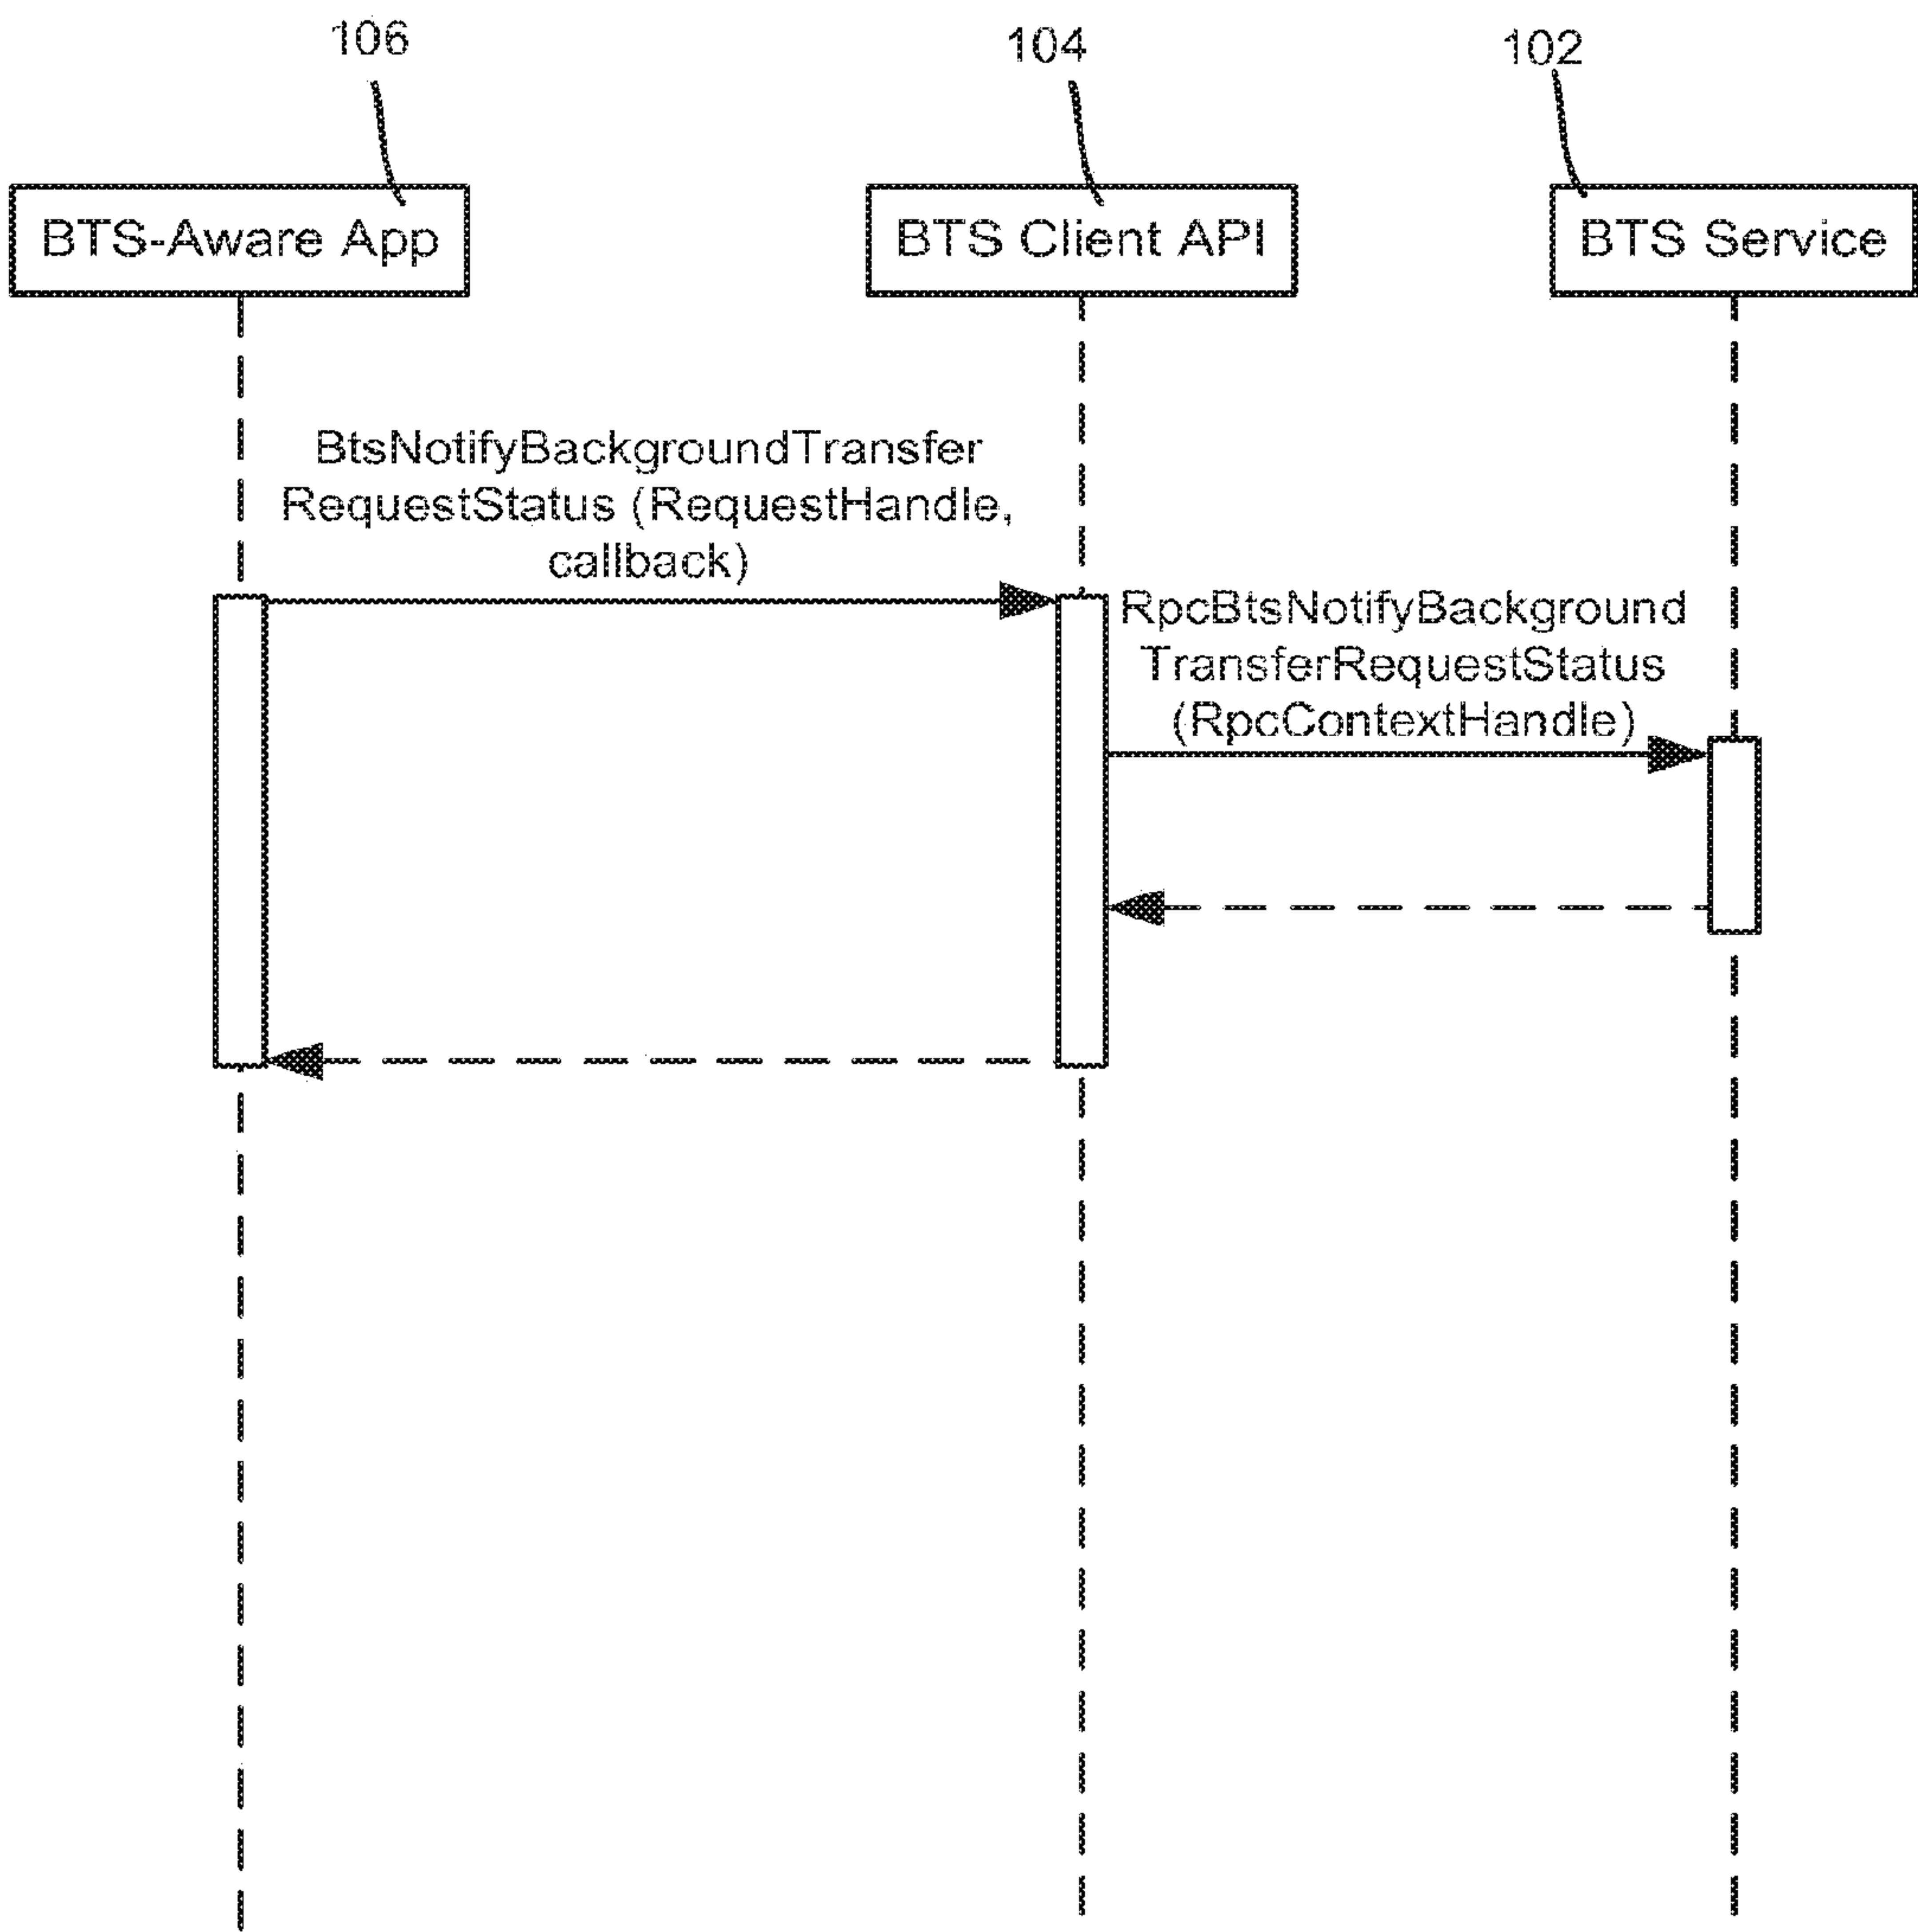 106
104
102
BTS-Aware App
BTS Client API
BTS Service
BtsNotifyBackgroundTransfer
RequestStatus (RequestHandle,
callback)
RpcBtsNotifyBackground
TransferRequestStatus
(RpcContextHandle)